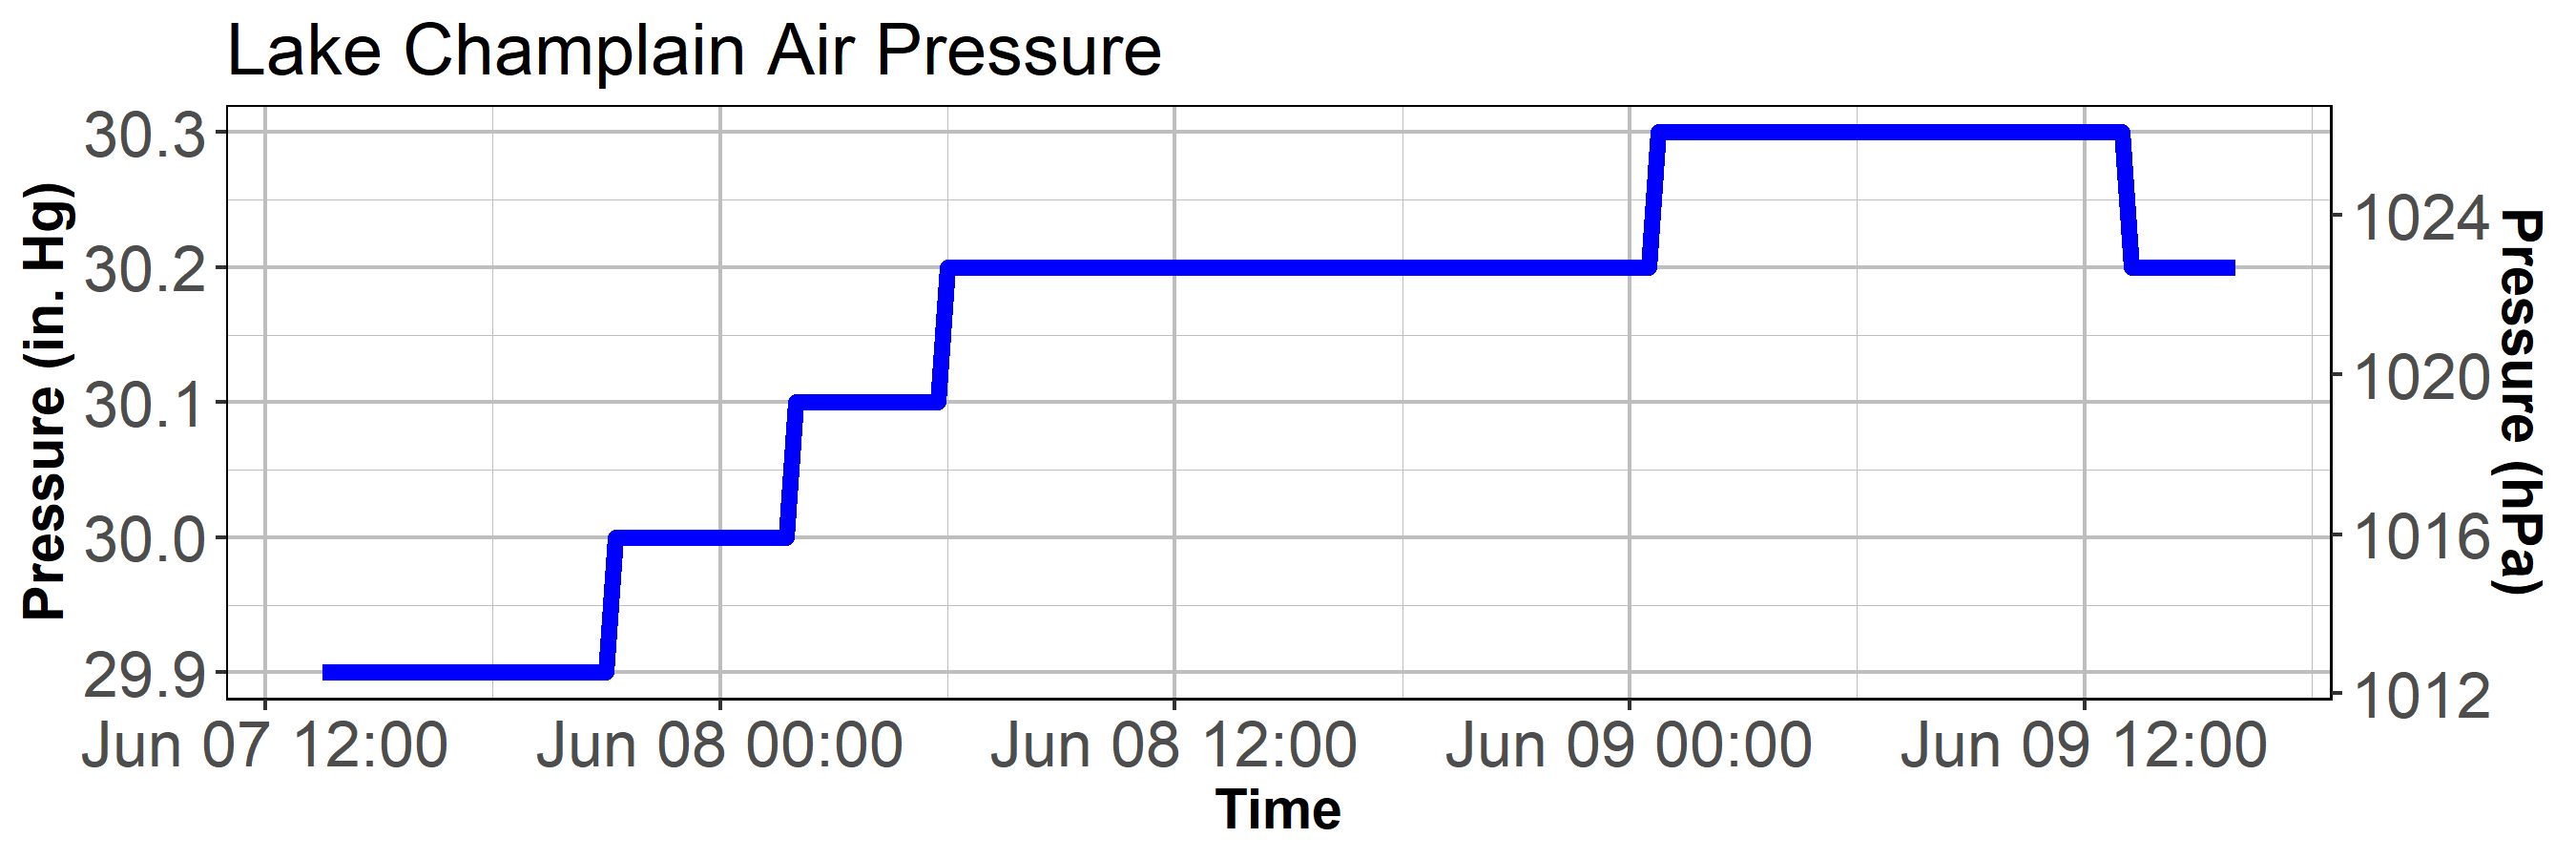 Lake Champlain Air Pressure
30.3
30.2
30.1
30.0
29.9
Pressure (in. Hg)
1024
1020
1016
1012
Pressure (hPa)
Jun 07 12:00 Jun 08 00:00 Jun 08 12:00 Jun 09 00:00 Jun 09 12:00
Time